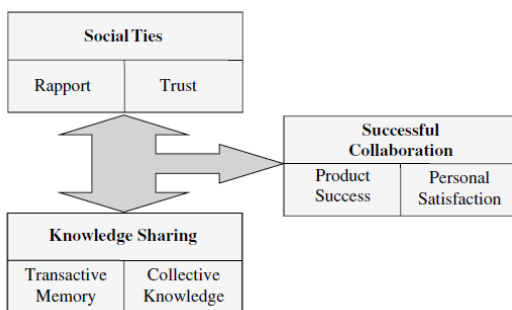 Social Ties
Rapport
Trust
Successful
Collaboration
Product
Success
Personal
Satisfaction
Knowledge Sharing
Transactive
Memory
Collective
Knowledge